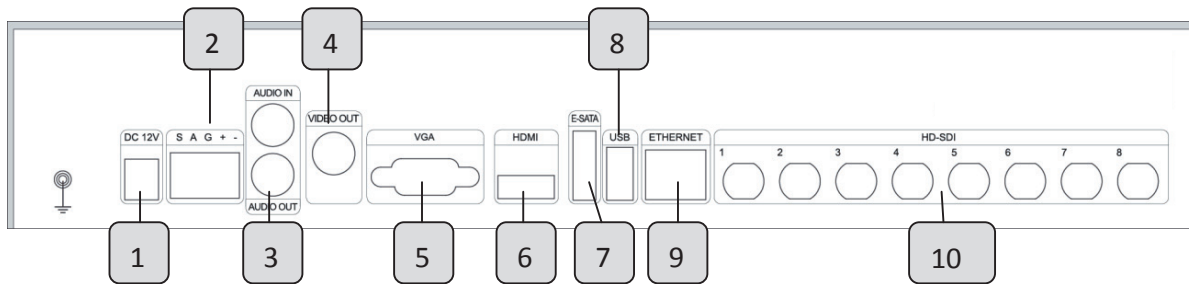 2
4
8
AUDIO IN
VIDEO OUT
E-SATA
DC 12V
S A G + -
VGA
HDMI
USB
ETHERNET
HD-SDI
1 2 3 4 5 6 7 8
AUDIO OUT
1
3
5
6
7
9
10